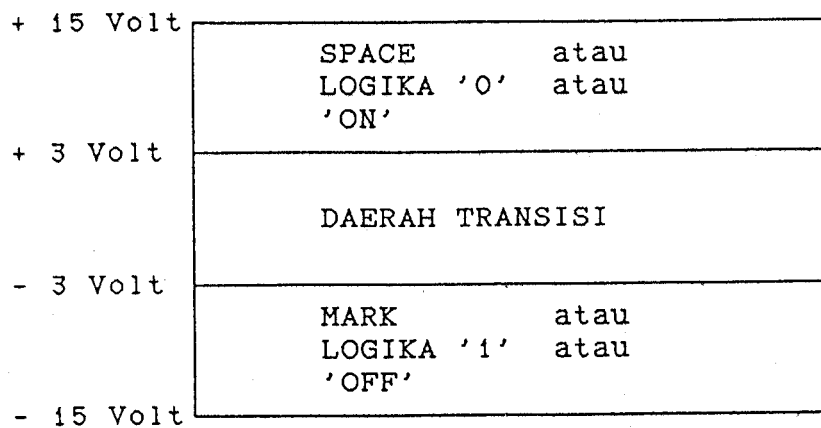 + 15 Volt
SPACE atau
LOGIKA '0' atau
'ON'
+ 3 Volt
DAERAH TRANSISI
- 3 Volt
MARK atau
LOGIKA '1' atau
'OFF'
- 15 Volt